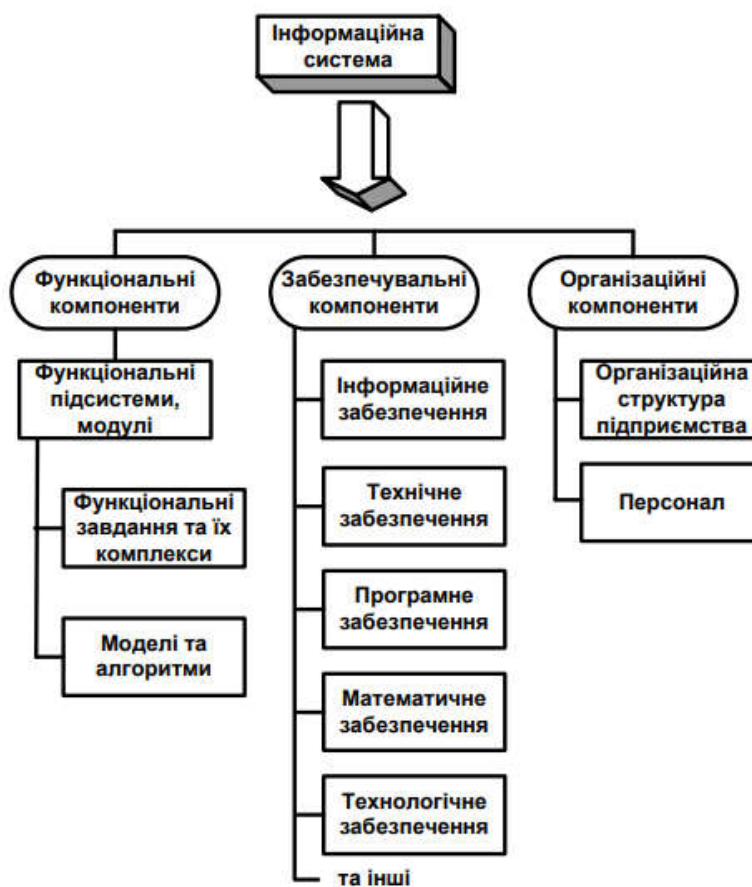 Інформаційна
система
Функціональні
компоненти
Забезпечувальні
компоненти
Організаційні
компоненти
Функціональні
підсистеми,
модулі
Функціональні
завдання та їх
комплекси
Моделі та
алгоритми
Інформаційне
забезпечення
Технічне
забезпечення
Програмне
забезпечення
Математичне
забезпечення
Технологічне
забезпечення
та інші
Організаційна
структура
підприємства
Персонал